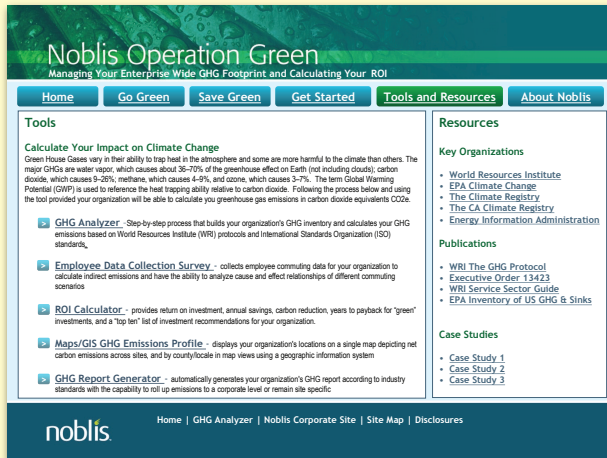 Noblis Operation Green
Managing Your Enterprise Wide GHG Footprint and Calculating Your ROI
Home
Go Green
Save Green
Get Started
Tools and Resources
About Noblis
Tools
Calculate Your Impact on Climate Change
Green House Gases vary in their ability to trap heat in the atmosphere and some are more harmful to the climate than others. The
major GHGs are water vapor, which causes about 36–70% of the greenhouse effect on Earth (not including clouds); carbon
dioxide, which causes 9–26%; methane, which causes 4–9%, and ozone, which causes 3–7%. The term Global Warming
Potential (GWP) is used to reference the heat trapping ability relative to carbon dioxide. Following the process below and using
the tool provided your organization will be able to calculate you greenhouse gas emissions in carbon dioxide equivalents CO2e.
> GHG Analyzer -Step-by-step process that builds your organization's GHG inventory and calculates your GHG
emissions based on World Resources Institute (WRI) protocols and International Standards Organization (ISO)
standards.
> Employee Data Collection Survey - collects employee commuting data for your organization to
calculate indirect emissions and have the ability to analyze cause and effect relationships of different commuting
scenarios
> ROI Calculator - provides return on investment, annual savings, carbon reduction, years to payback for "green"
investments, and a "top ten" list of investment recommendations for your organization.
> Maps/GIS GHG Emissions Profile - displays your organization's locations on a single map depicting net
carbon emissions across sites, and by county/locale in map views using a geographic information system
> GHG Report Generator - automatically generates your organization's GHG report according to industry
standards with the capability to roll up emissions to a corporate level or remain site specific
Resources
Key Organizations
• World Resources Institute
• EPA Climate Change
• The Climate Registry
• The CA Climate Registry
• Energy Information Administration
Publications
• WRI The GHG Protocol
• Executive Order 13423
• WRI Service Sector Guide
• EPA Inventory of US GHG & Sinks
Case Studies
• Case Study 1
• Case Study 2
• Case Study 3
noblis.
Home | GHG Analyzer | Noblis Corporate Site | Site Map | Disclosures